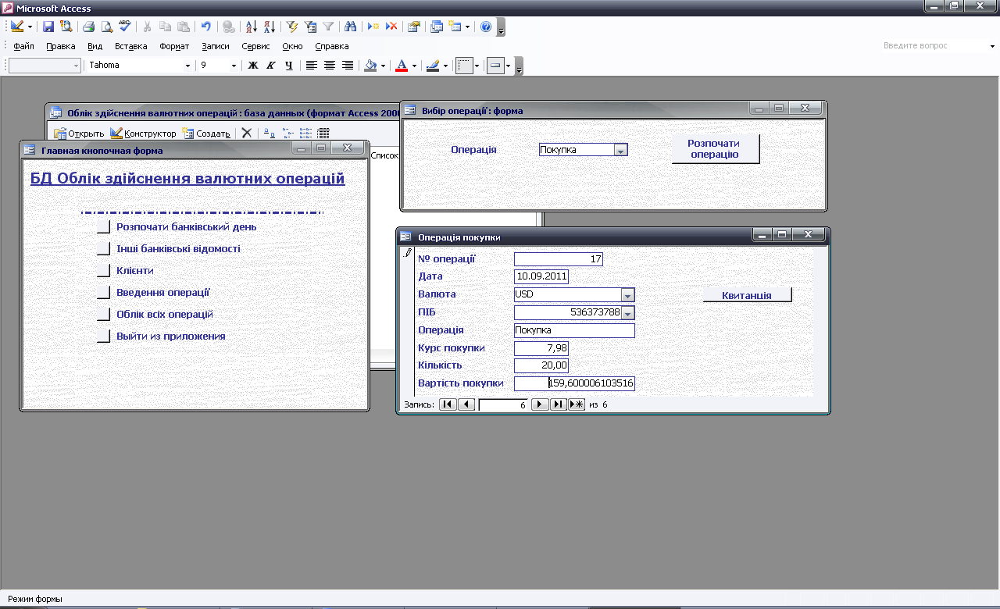 Microsoft Access
Файл Правка Вид Вставка Формат Записи Сервис Окно Справка
Введите вопрос
Tahoma 9 Ж К Ч
Облік здійснення валютних операцій : база данных (формат Access 2000
Открыть Конструктор Создать
Список
Главная кнопочная форма
БД Облік здійснення валютних операцій
Розпочати банківський день
Інші банківські відомості
Клієнти
Введення операції
Облік всіх операцій
Выйти из приложения
Вибір операції : форма
Операція Покупка
Розпочати
операцію
Операція покупки
№ операції 17
Дата 10.09.2011
Валюта USD
Квитанція
ПІБ 536373788
Операція Покупка
Курс покупки 7,98
Кількість 20,00
Вартість покупки 159,600006103516
Запись: 6 из 6
Режим формы